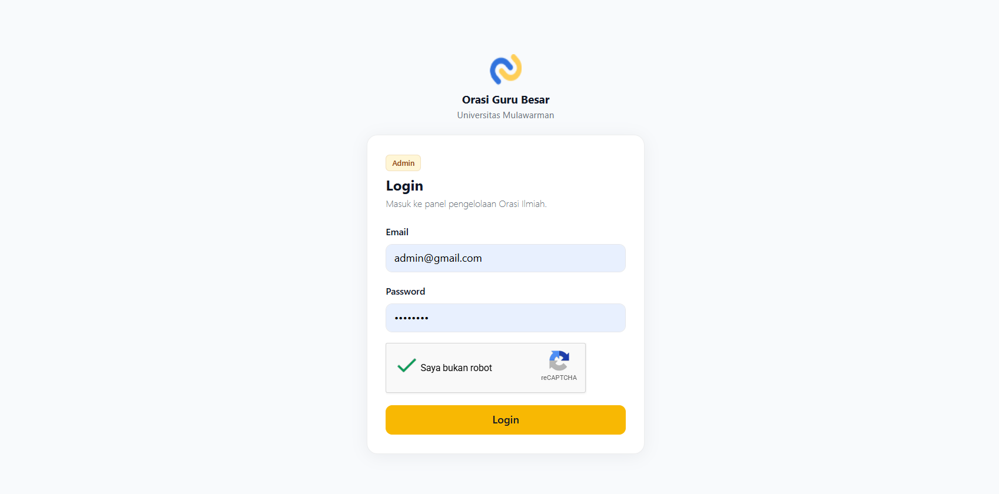 Orasi Guru Besar
Universitas Mulawarman
Admin
Login
Masuk ke panel pengelolaan Orasi Ilmiah.
Email
admin@gmail.com
Password
••••••••
Saya bukan robot
reCAPTCHA
Login